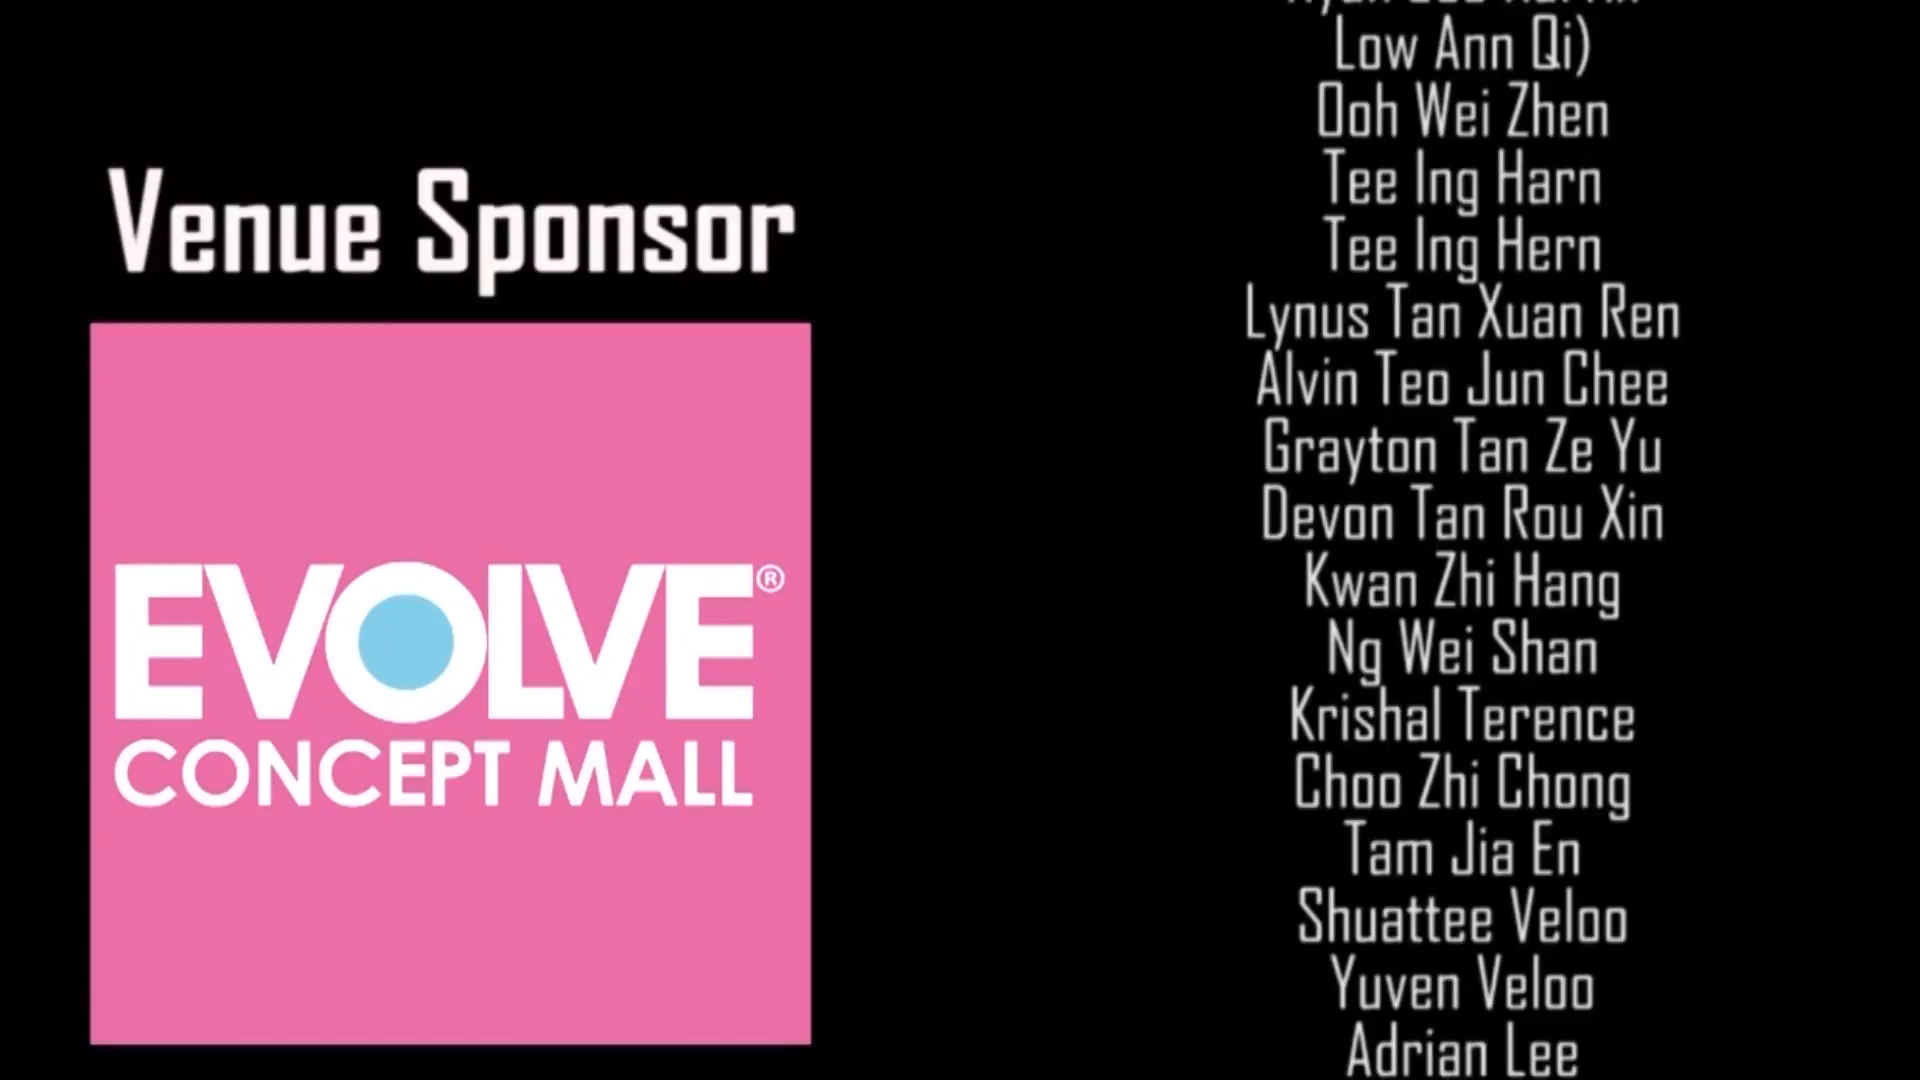 Venue Sponsor
EVOLVE®
CONCEPT MALL
Low Ann Qi)
Ooh Wei Zhen
Tee Ing Harn
Tee Ing Hern
Lynus Tan Xuan Ren
Alvin Teo Jun Chee
Grayton Tan Ze Yu
Devon Tan Rou Xin
Kwan Zhi Hang
Ng Wei Shan
Krishal Terence
Choo Zhi Chong
Tam Jia En
Shuattee Veloo
Yuven Veloo
Adrian Lee